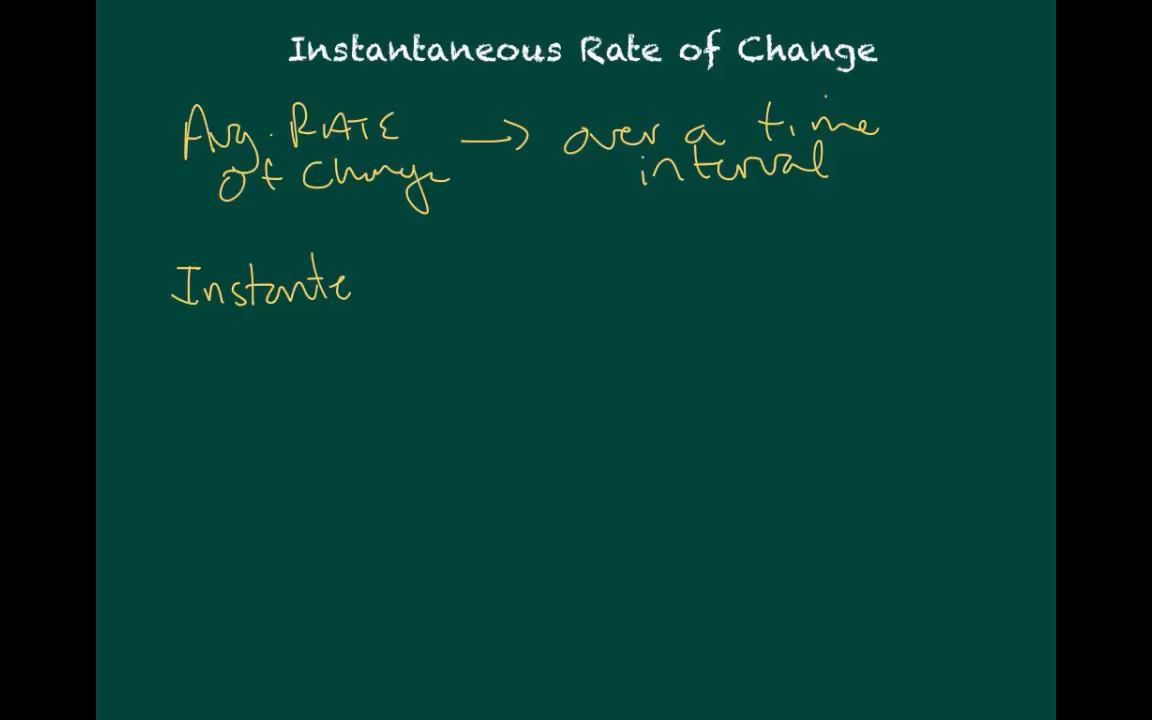 Instantaneous Rate of Change
Avg. RATE → over a time
of Change interval
Instante